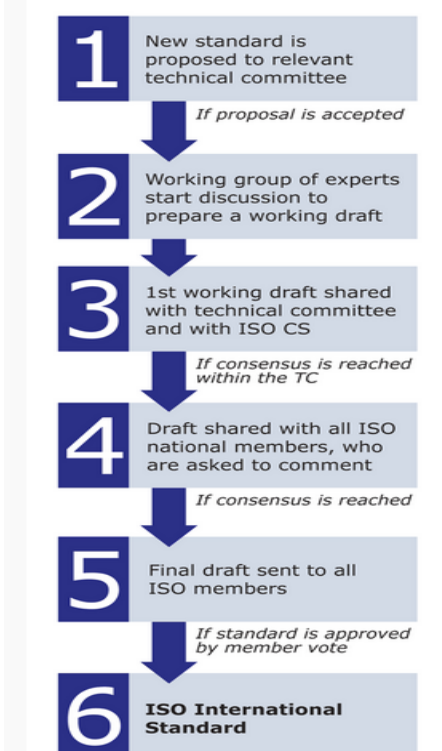 1
New standard is
proposed to relevant
technical committee
If proposal is accepted
2
Working group of experts
start discussion to
prepare a working draft
3
1st working draft shared
with technical committee
and with ISO CS
If consensus is reached
within the TC
4
Draft shared with all ISO
national members, who
are asked to comment
If consensus is reached
5
Final draft sent to all
ISO members
If standard is approved
by member vote
6
ISO International
Standard